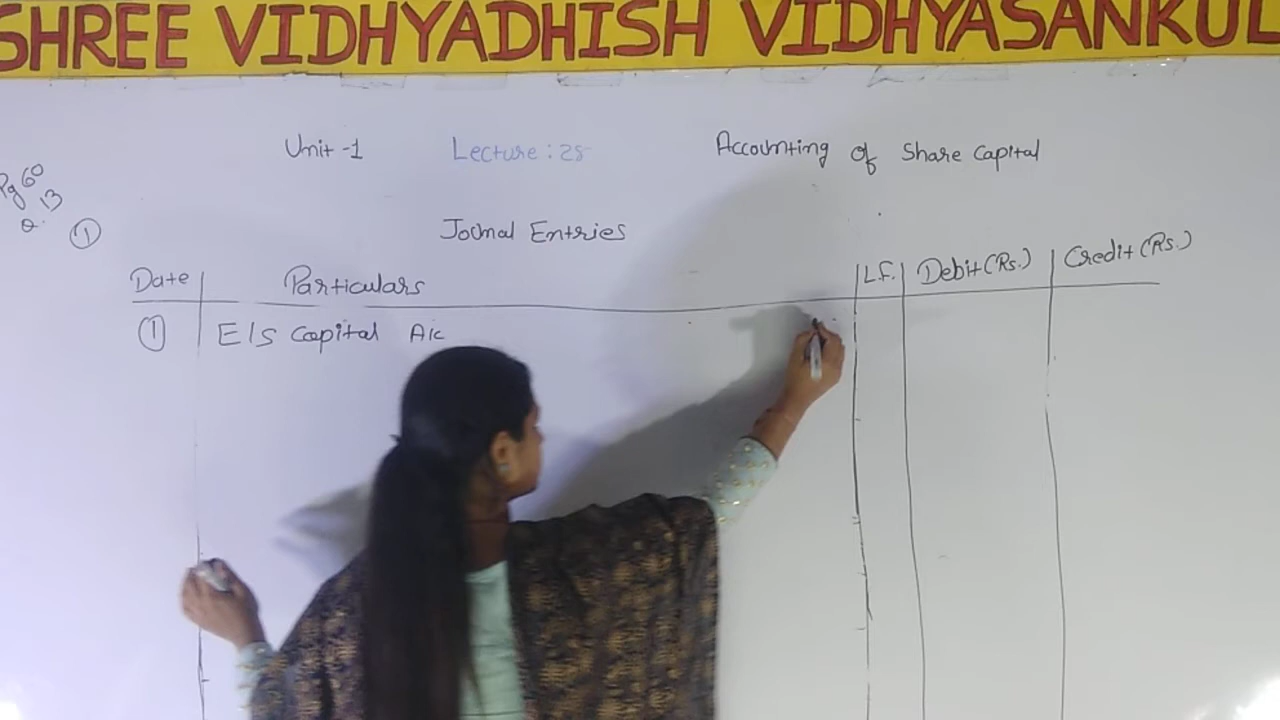 SHREE VIDHYADHISH VIDHYASANKUL
Unit -1 Lecture : 28 Accounting of Share Capital
Pg 60
Q. 13
①
Journal Entries
Date Particulars L.F. Debit (Rs.) Credit (Rs.)
① E/S Capital A/c